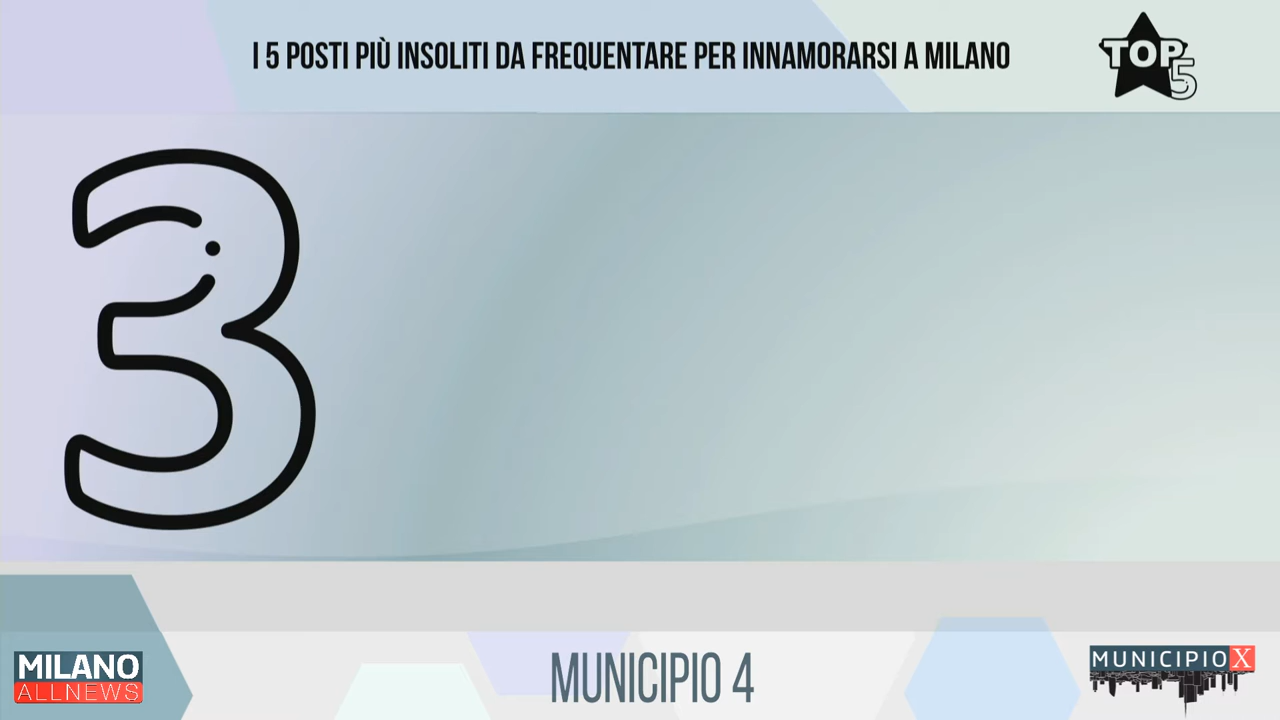 I 5 POSTI PIÙ INSOLITI DA FREQUENTARE PER INNAMORARSI A MILANO
TOP
5
3
MILANO
ALLNEWS
MUNICIPIO 4
MUNICIPIO X